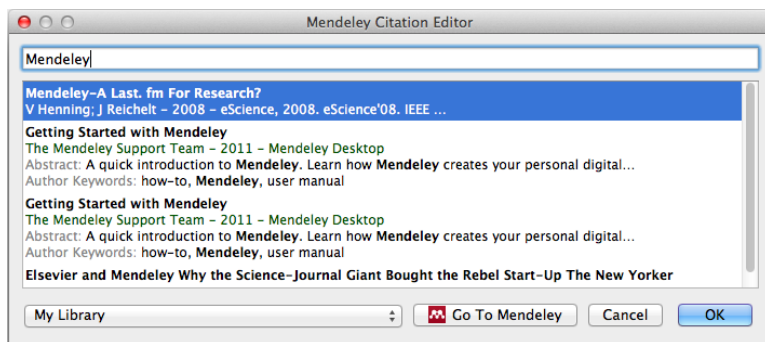 Mendeley Citation Editor
Mendeley
Mendeley–A Last. fm For Research?
V Henning; J Reichelt – 2008 – eScience, 2008. eScience'08. IEEE ...
Getting Started with Mendeley
The Mendeley Support Team – 2011 – Mendeley Desktop
Abstract: A quick introduction to Mendeley. Learn how Mendeley creates your personal digital...
Author Keywords: how-to, Mendeley, user manual
Getting Started with Mendeley
The Mendeley Support Team – 2011 – Mendeley Desktop
Abstract: A quick introduction to Mendeley. Learn how Mendeley creates your personal digital...
Author Keywords: how-to, Mendeley, user manual
Elsevier and Mendeley Why the Science–Journal Giant Bought the Rebel Start–Up The New Yorker
My Library Go To Mendeley Cancel OK